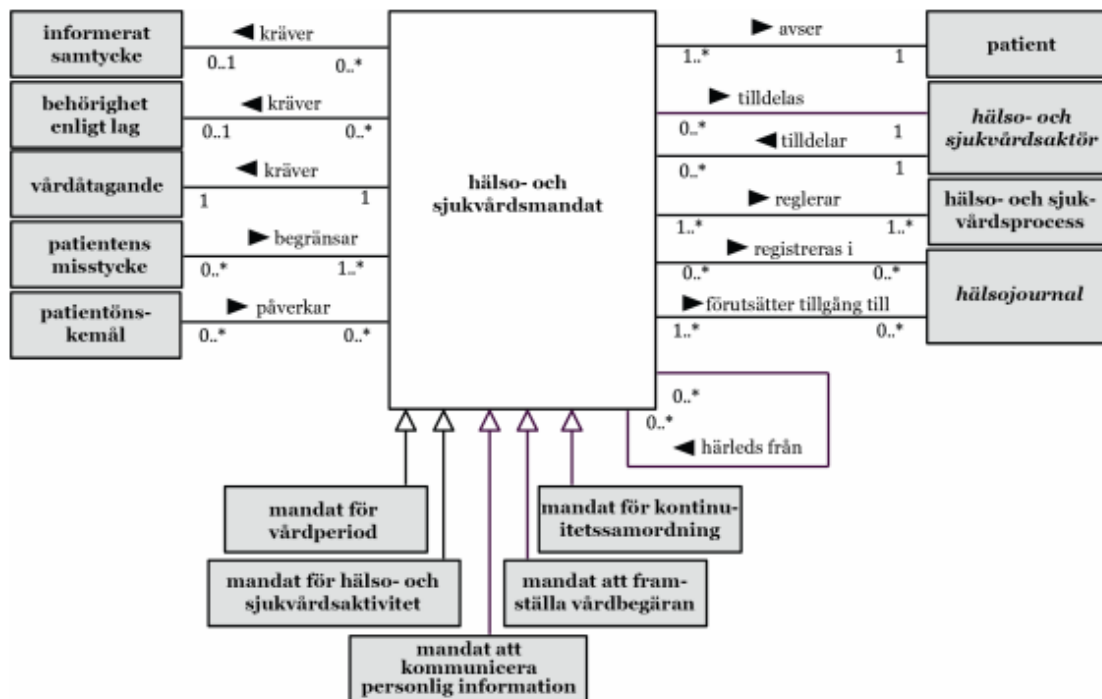 informerat
samtycke
◄ kräver
0..1
0..*
behörighet
enligt lag
◄ kräver
0..1
0..*
vårdåtagande
◄ kräver
1
1
patientens
misstycke
► begränsar
0..*
1..*
patientöns-
kemål
► påverkar
0..*
0..*
hälso- och
sjukvårdsmandat
► avser
1..*
1
patient
► tilldelas
0..*
1
◄ tilldelar
0..*
1
hälso- och
sjukvårdsaktör
► reglerar
1..*
1..*
hälso- och sjuk-
vårdsprocess
► registreras i
0..*
0..*
► förutsätter tillgång till
1..*
0..*
hälsojournal
0..*
0..*
◄ härleds från
mandat för
vårdperiod
mandat för kontinu-
itetssamordning
mandat för hälso- och
sjukvårdsaktivitet
mandat att fram-
ställa vårdbegäran
mandat att
kommunicera
personlig information